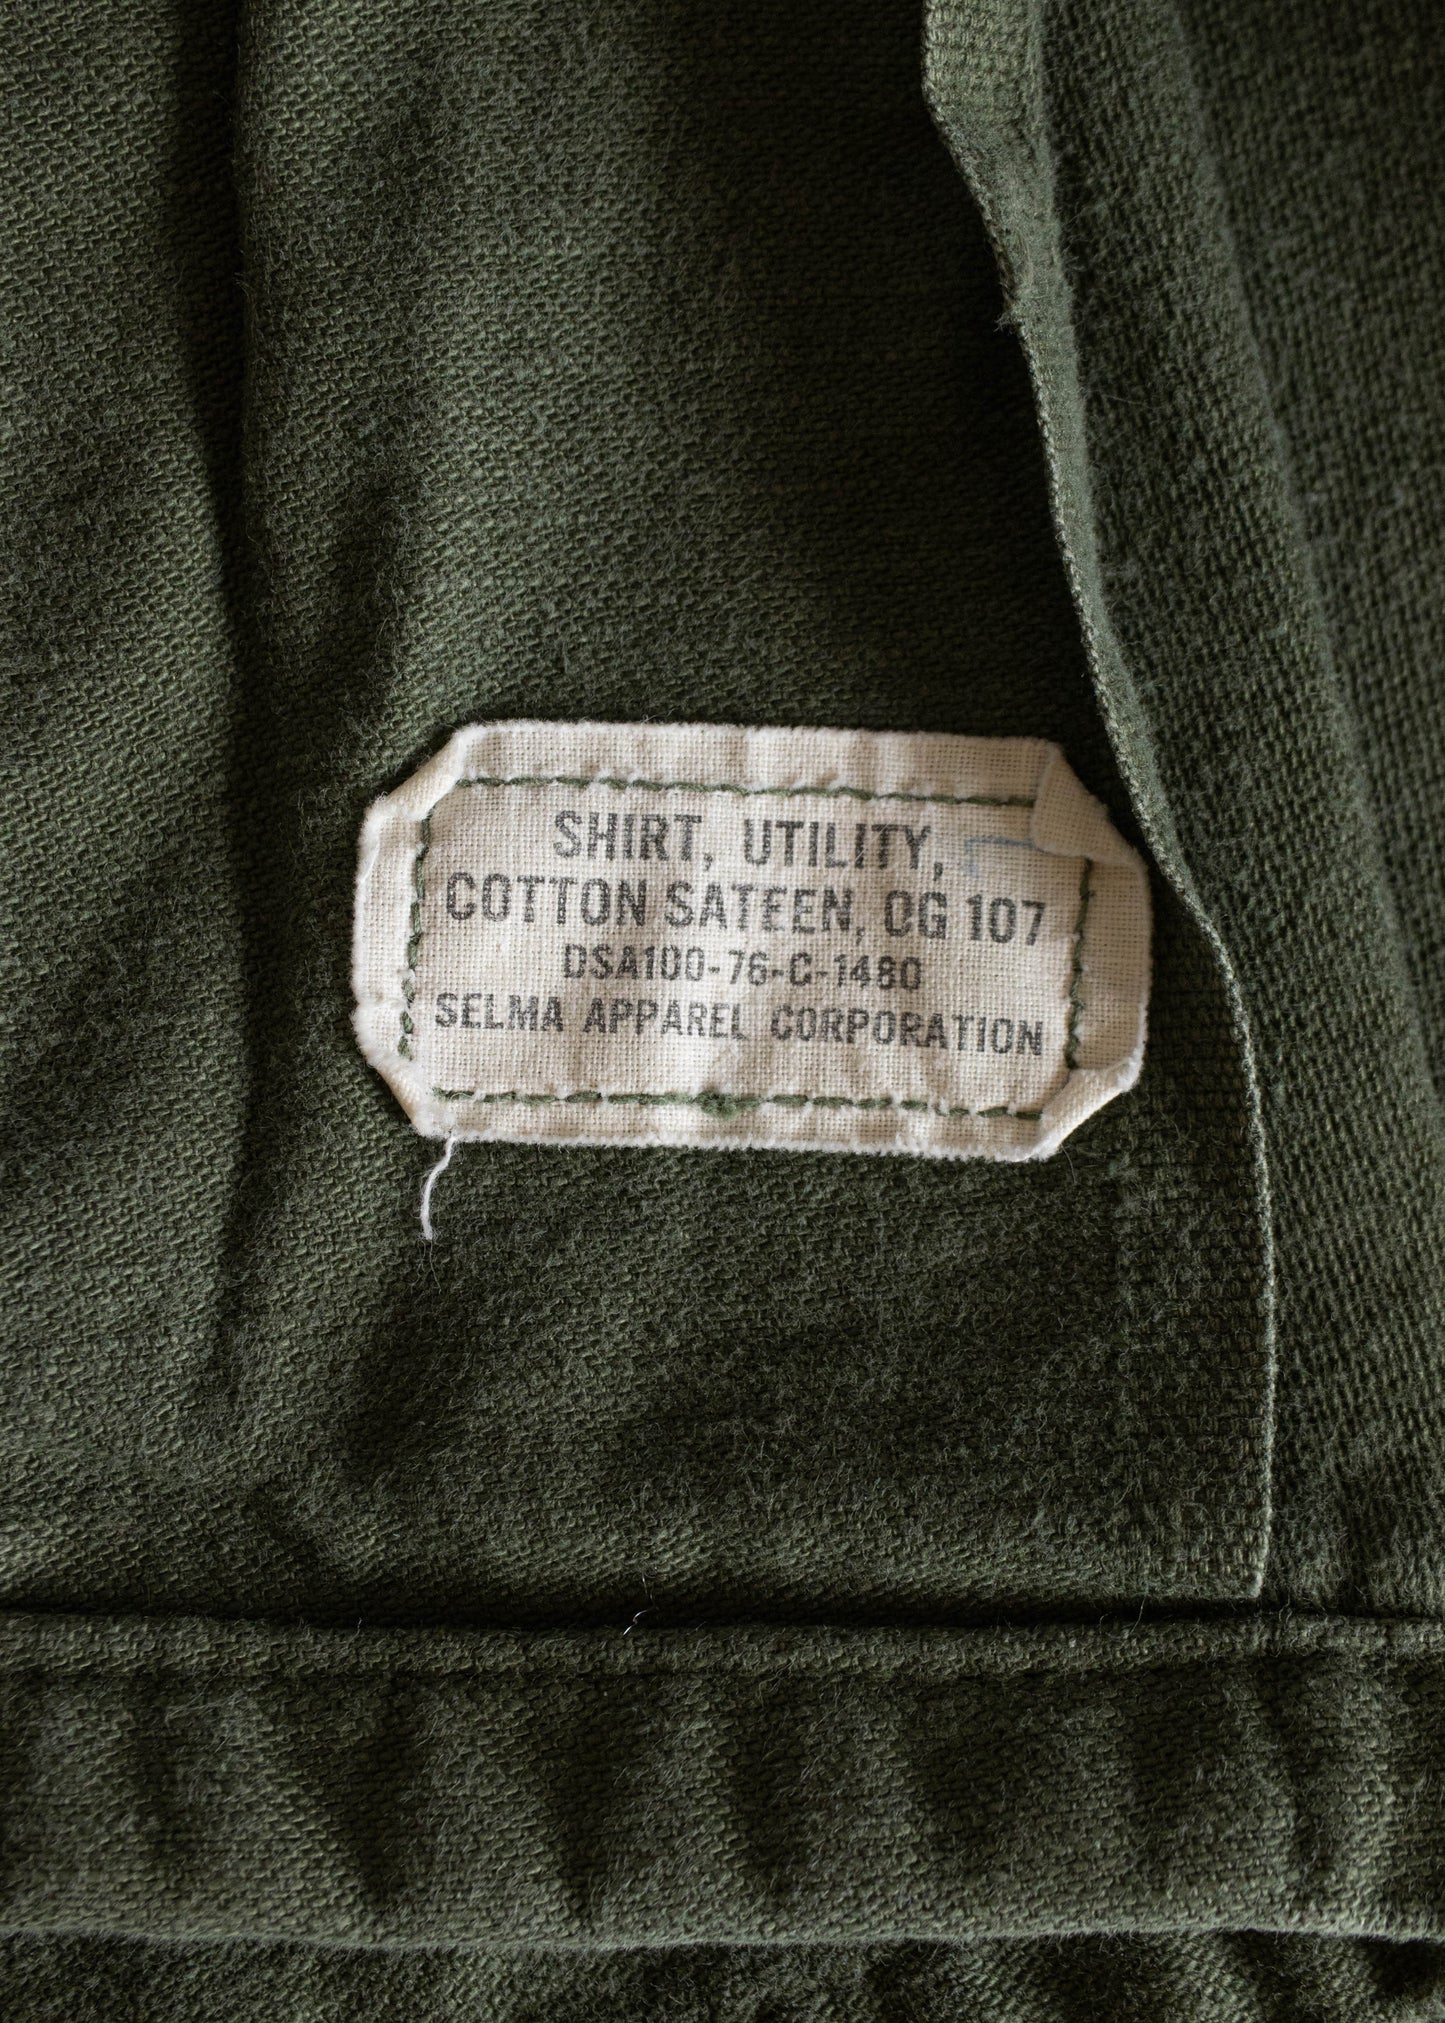 SHIRT, UTILITY,
COTTON SATEEN, OG 107
DSA100-76-C-1480
SELMA APPAREL CORPORATION